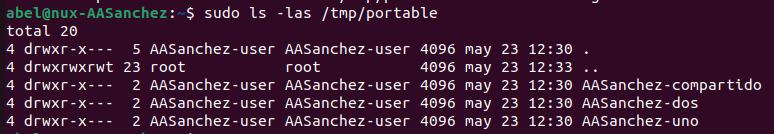 abel@nux-AASanchez:~$ sudo ls -las /tmp/portable
total 20
4 drwxr-x---  5 AASanchez-user AASanchez-user 4096 may 23 12:30 .
4 drwxrwxrwt 23 root           root           4096 may 23 12:33 ..
4 drwxr-x---  2 AASanchez-user AASanchez-user 4096 may 23 12:30 AASanchez-compartido
4 drwxr-x---  2 AASanchez-user AASanchez-user 4096 may 23 12:30 AASanchez-dos
4 drwxr-x---  2 AASanchez-user AASanchez-user 4096 may 23 12:30 AASanchez-uno